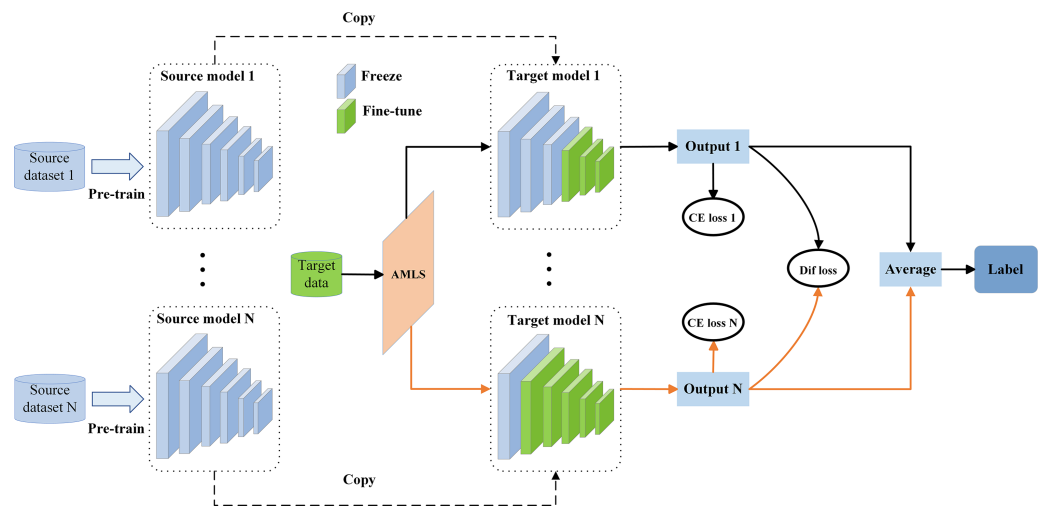 Copy
Source model 1
Freeze
Fine-tune
Target model 1
Source
dataset 1
Pre-train
Output 1
CE loss 1
Target
data
AMLS
Dif loss
Average
Label
Source model N
Target model N
CE loss N
Source
dataset N
Pre-train
Output N
Copy